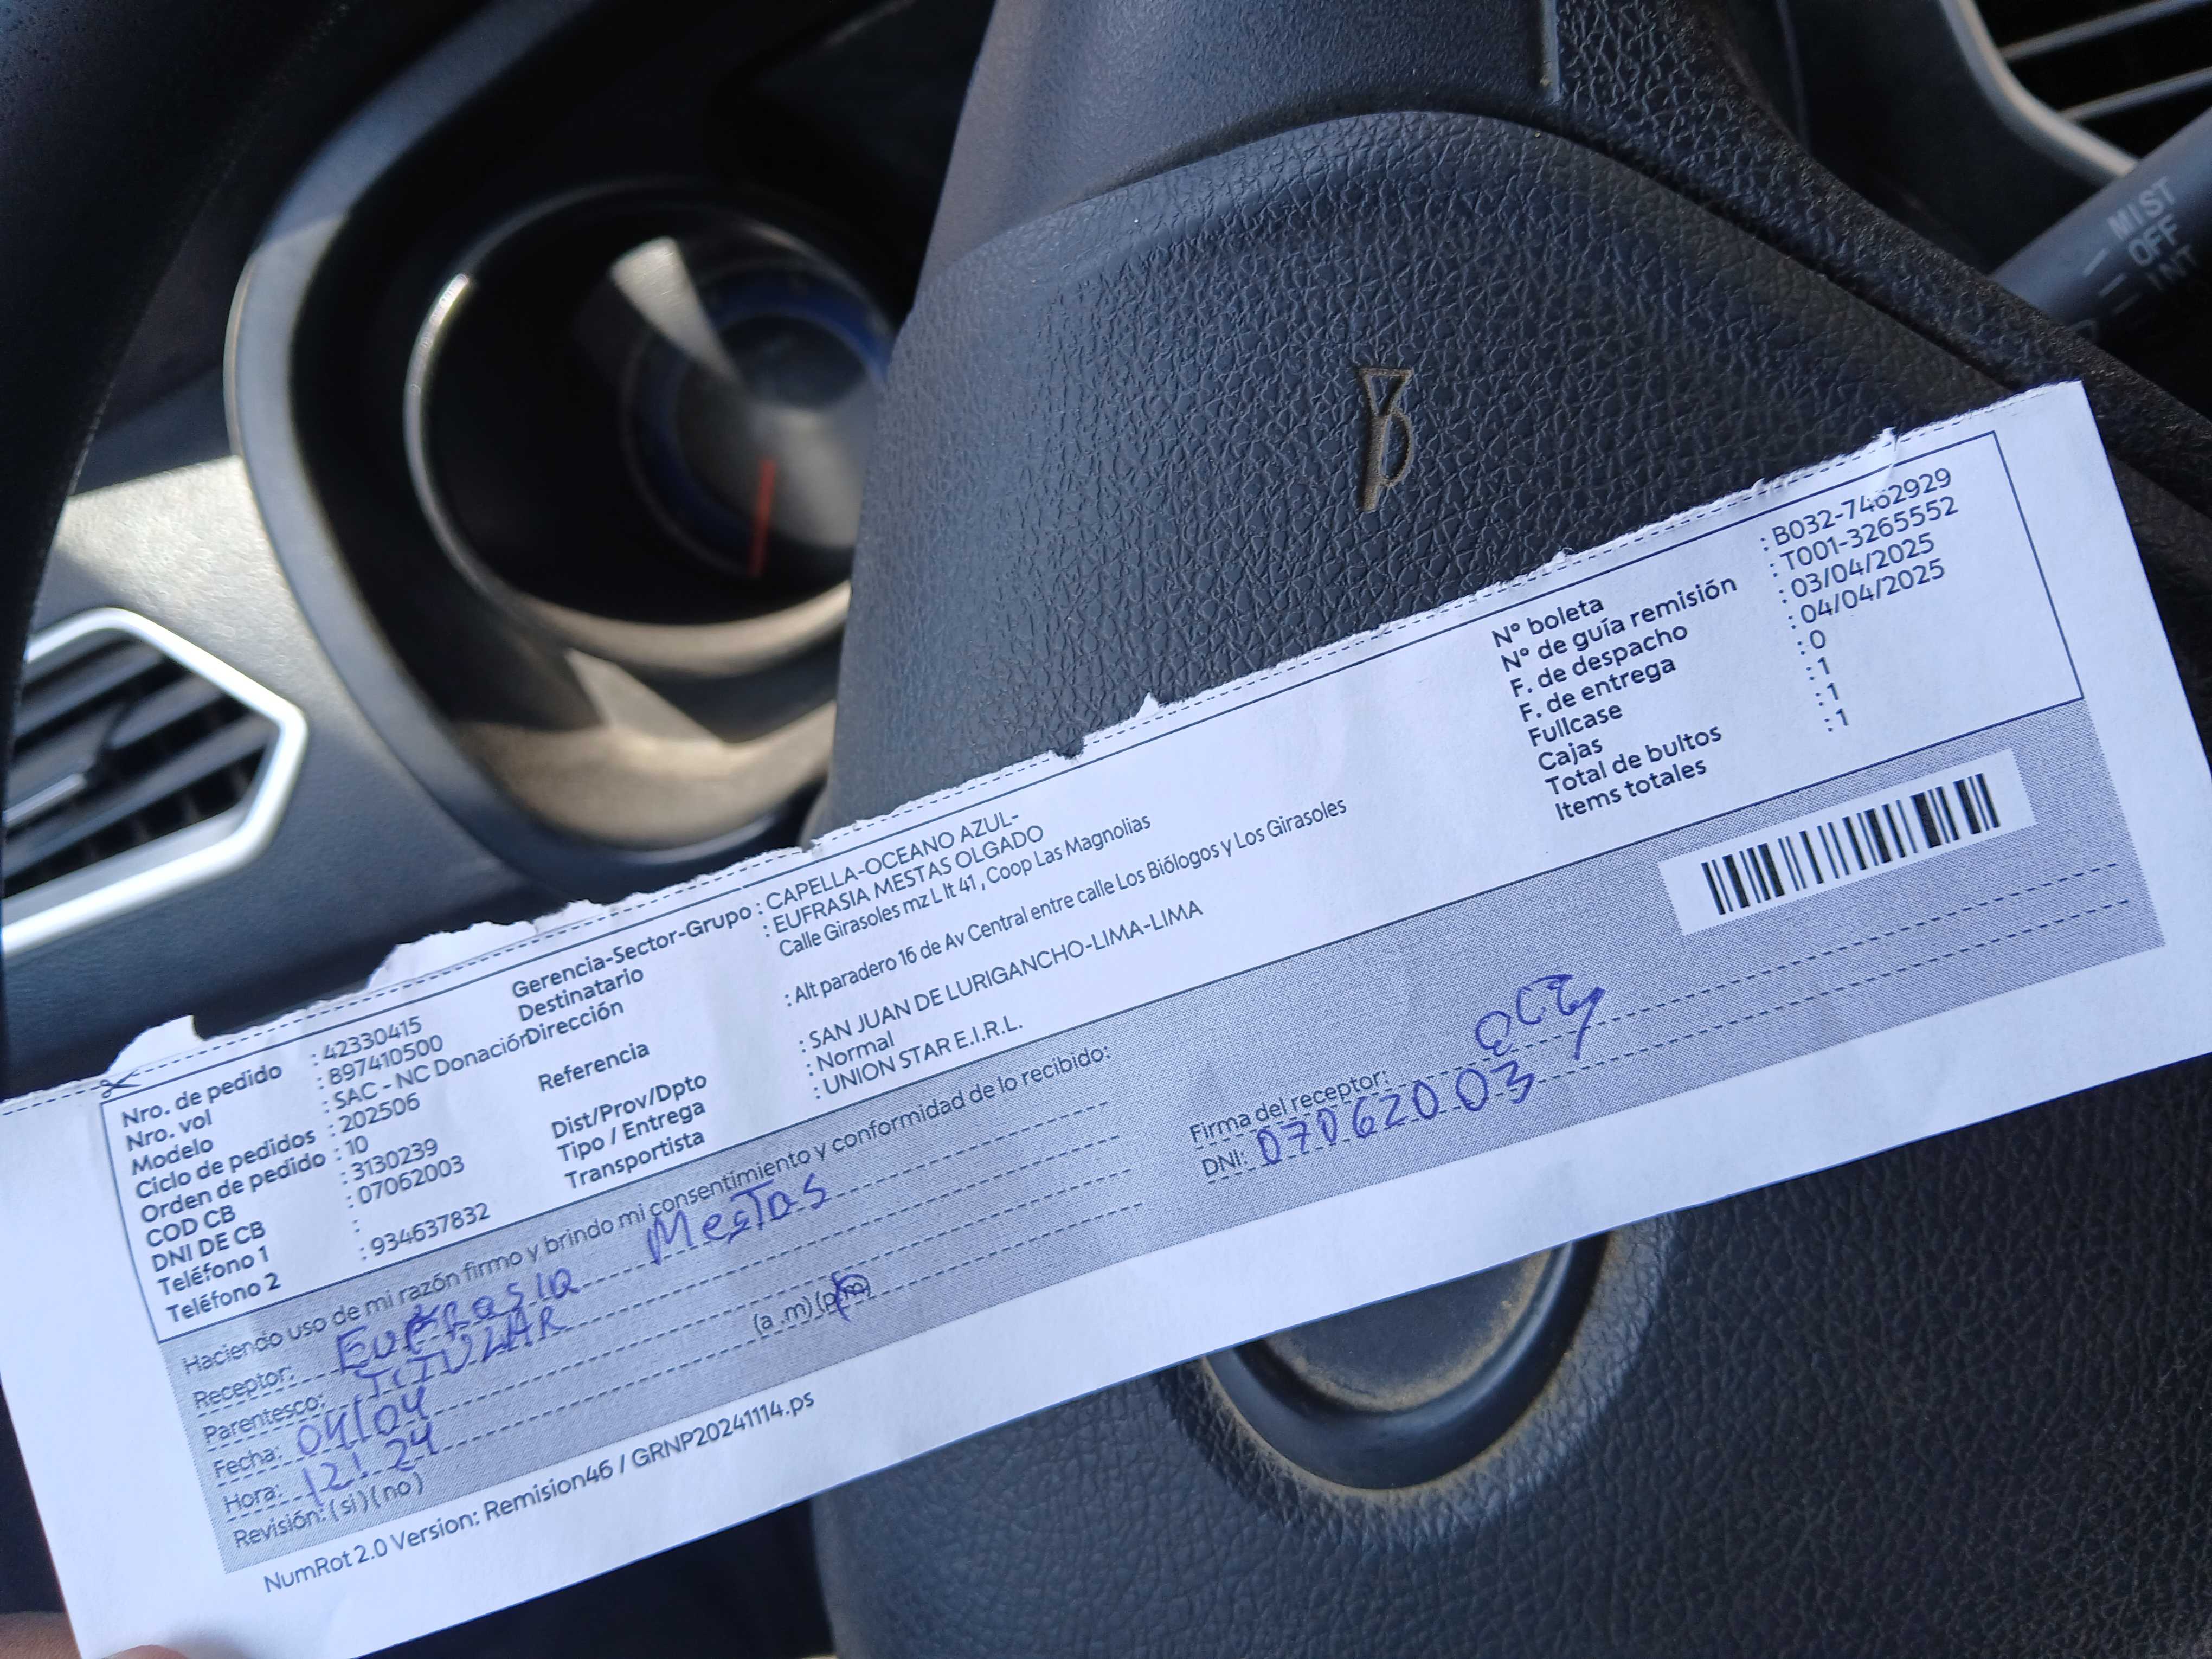 MIST
OFF
INT
Nro. de pedido : 42330415
Nro. vol : 897410500
Modelo : SAC - NC Donación
Ciclo de pedidos : 202506
Orden de pedido : 10
COD CB : 3130239
DNI DE CB : 07062003
Teléfono 1 :
Teléfono 2 : 934637832
Gerencia-Sector-Grupo : CAPELLA-OCEANO AZUL-
Destinatario : EUFRASIA MESTAS OLGADO
Dirección Calle Girasoles mz L lt 41 , Coop Las Magnolias
Referencia : Alt paradero 16 de Av Central entre calle Los Biólogos y Los Girasoles
Dist/Prov/Dpto : SAN JUAN DE LURIGANCHO-LIMA-LIMA
Tipo / Entrega : Normal
Transportista : UNION STAR E.I.R.L.
N° boleta : B032-7462929
N° de guía remisión : T001-3265552
F. de despacho : 03/04/2025
F. de entrega : 04/04/2025
Fullcase : 0
Cajas : 1
Total de bultos : 1
Items totales : 1
Haciendo uso de mi razón firmo y brindo mi consentimiento y conformidad de lo recibido:
Receptor: Eufrasia Mestas
Parentesco: TiTULAR
Fecha: 04/04
Hora: 12:24 (a .m) (p.m)
Revisión: (si) (no)
Firma del receptor:
DNI: 07062003
NumRot 2.0 Version: Remision46 / GRNP20241114.ps